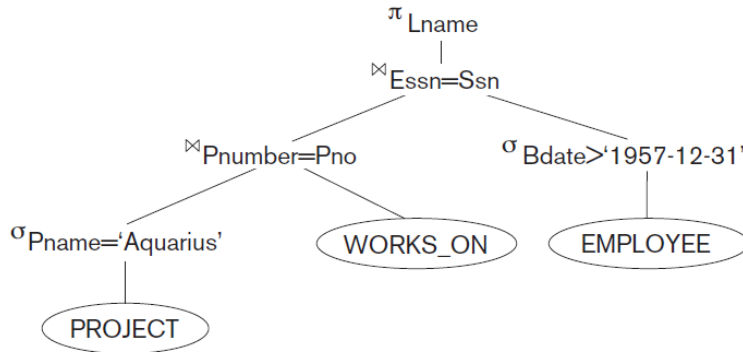 π Lname
⋈ Essn=Ssn
⋈ Pnumber=Pno
σ Bdate>‘1957-12-31’
σ Pname=‘Aquarius’
WORKS_ON
EMPLOYEE
PROJECT